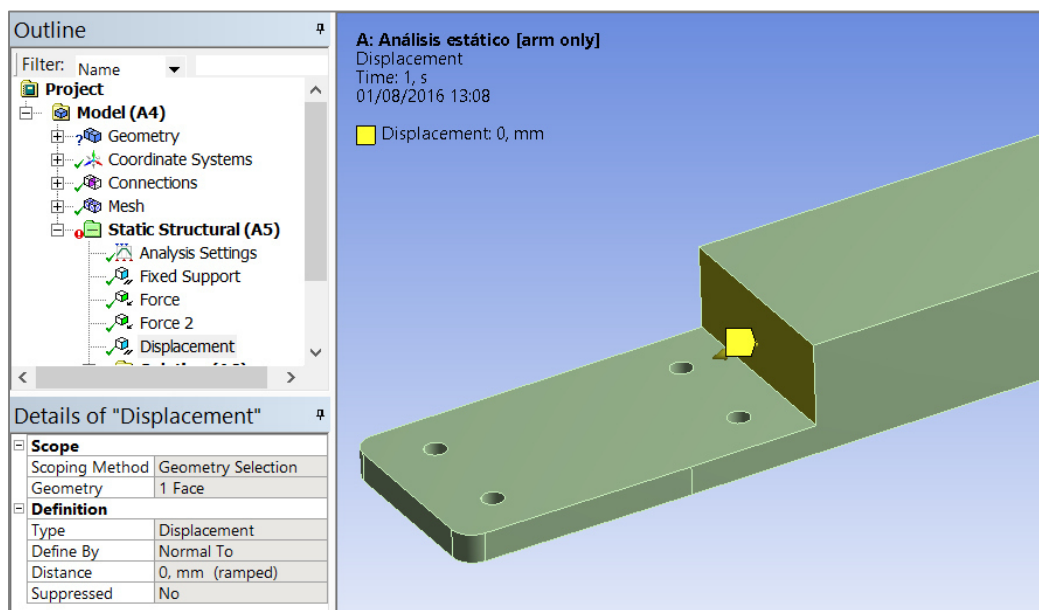 Outline
Filter: Name
Project
Model (A4)
Geometry
Coordinate Systems
Connections
Mesh
Static Structural (A5)
Analysis Settings
Fixed Support
Force
Force 2
Displacement
Details of "Displacement"
Scope
Scoping Method Geometry Selection
Geometry 1 Face
Definition
Type Displacement
Define By Normal To
Distance 0, mm (ramped)
Suppressed No
A: Análisis estático [arm only]
Displacement
Time: 1, s
01/08/2016 13:08
Displacement: 0, mm